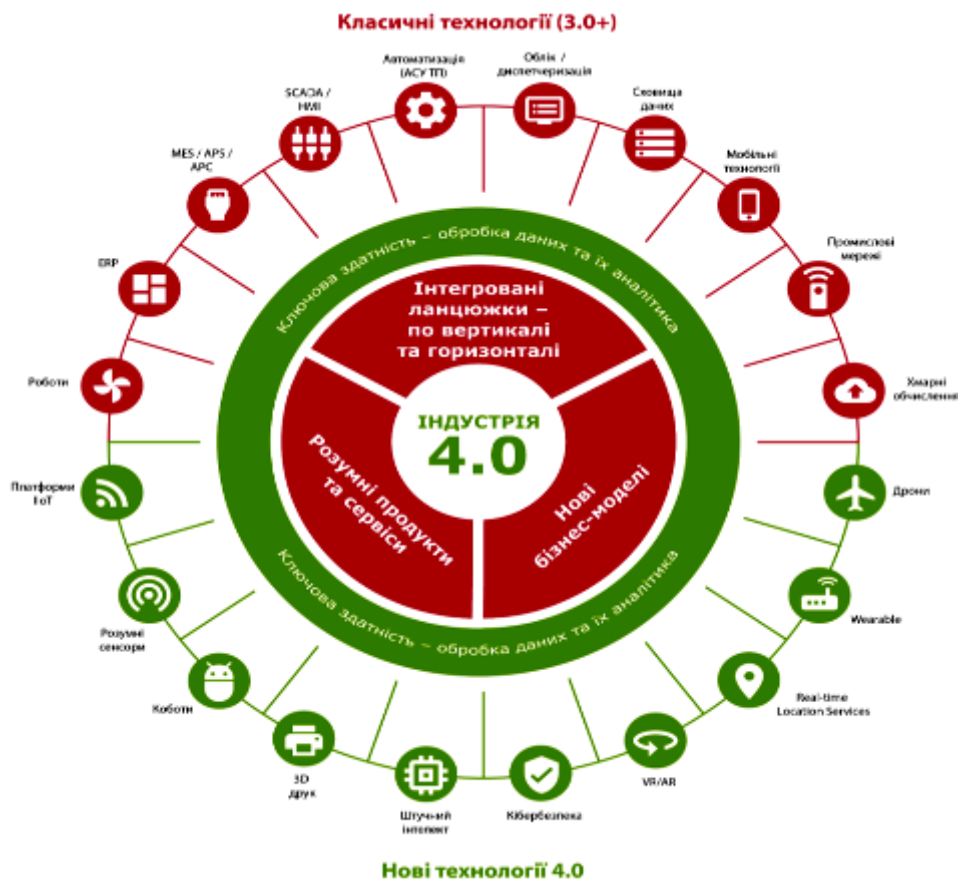 Класичні технології (3.0+)
Автоматизація
(АСУ ТП)
Облік /
диспетчеризація
SCADA /
HMI
Сховища
даних
MES / APS /
APC
Мобільні
технології
ERP
Промислові
мережі
Роботи
Хмарні
обчислення
Ключова здатність – обробка даних та їх аналітика
Інтегровані
ланцюжки –
по вертикалі
та горизонталі
ІНДУСТРІЯ
4.0
Розумні продукти
та сервіси
Нові
бізнес-моделі
Ключова здатність – обробка даних та їх аналітика
Платформи
IoT
Дрони
Розумні
сенсори
Wearable
Коботи
Real-time
Location Services
3D
друк
VR/AR
Штучний
інтелект
Кібербезпека
Нові технології 4.0